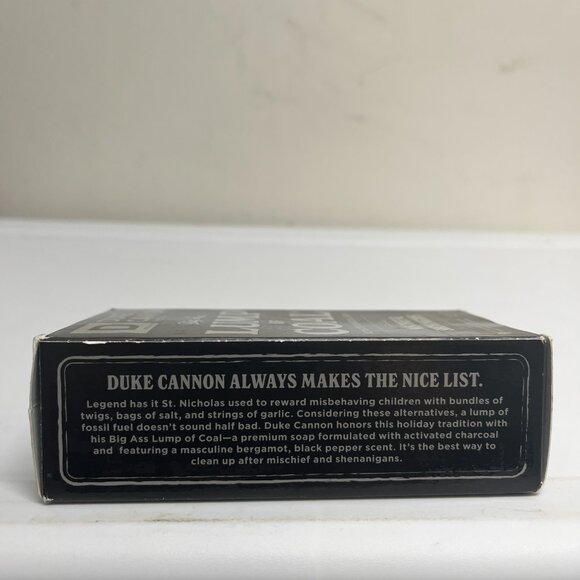 LUMP
OF
COAL
DUKE CANNON ALWAYS MAKES THE NICE LIST.
Legend has it St. Nicholas used to reward misbehaving children with bundles of
twigs, bags of salt, and strings of garlic. Considering these alternatives, a lump of
fossil fuel doesn't sound half bad. Duke Cannon honors this holiday tradition with
his Big Ass Lump of Coal—a premium soap formulated with activated charcoal
and featuring a masculine bergamot, black pepper scent. It's the best way to
clean up after mischief and shenanigans.